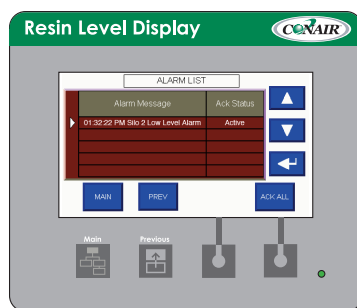 Resin Level Display
CONAIR
ALARM LIST
Alarm Message Ack Status
01:32:22 PM Silo 2 Low Level Alarm Active
MAIN PREV ACK ALL
Main Previous